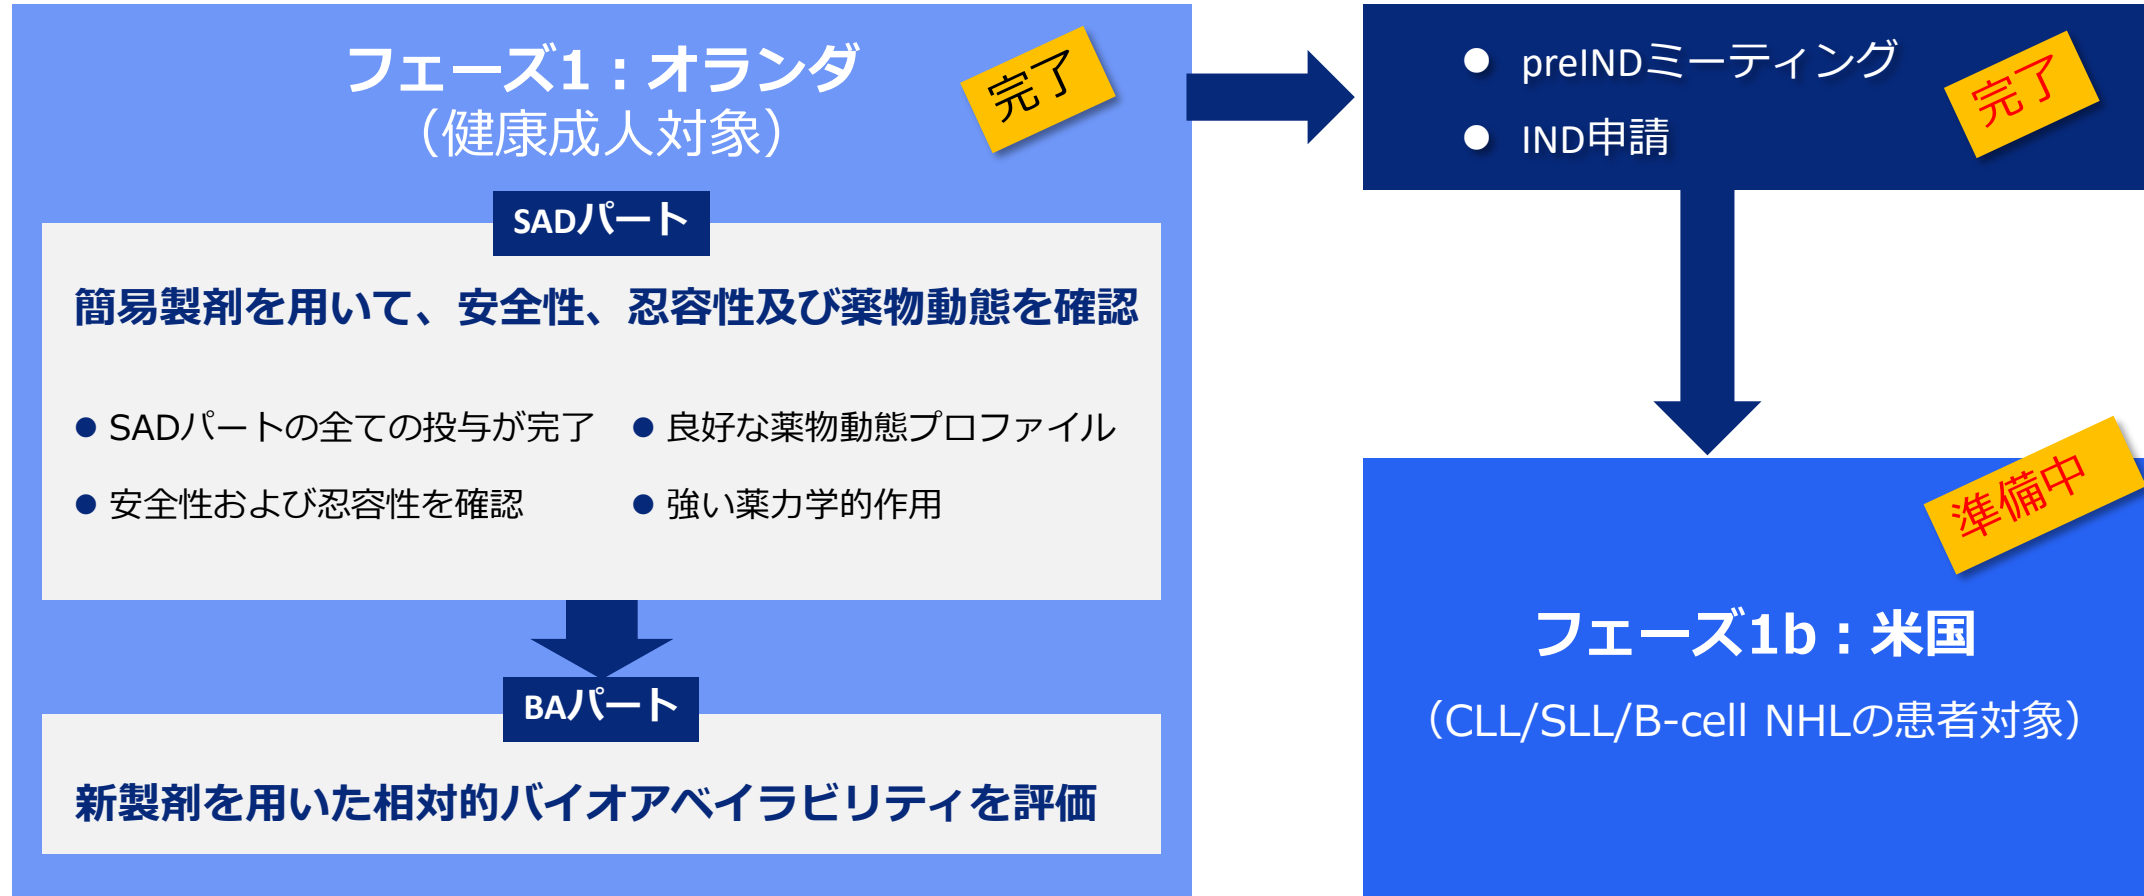 フェーズ1：オランダ
（健康成人対象）
完了
SADパート
簡易製剤を用いて、安全性、忍容性及び薬物動態を確認
SADパートの全ての投与が完了
良好な薬物動態プロファイル
安全性および忍容性を確認
強い薬力学的作用
BAパート
新製剤を用いた相対的バイオアベイラビリティを評価
preINDミーティング
IND申請
完了
準備中
フェーズ1b：米国
（CLL/SLL/B-cell NHLの患者対象）